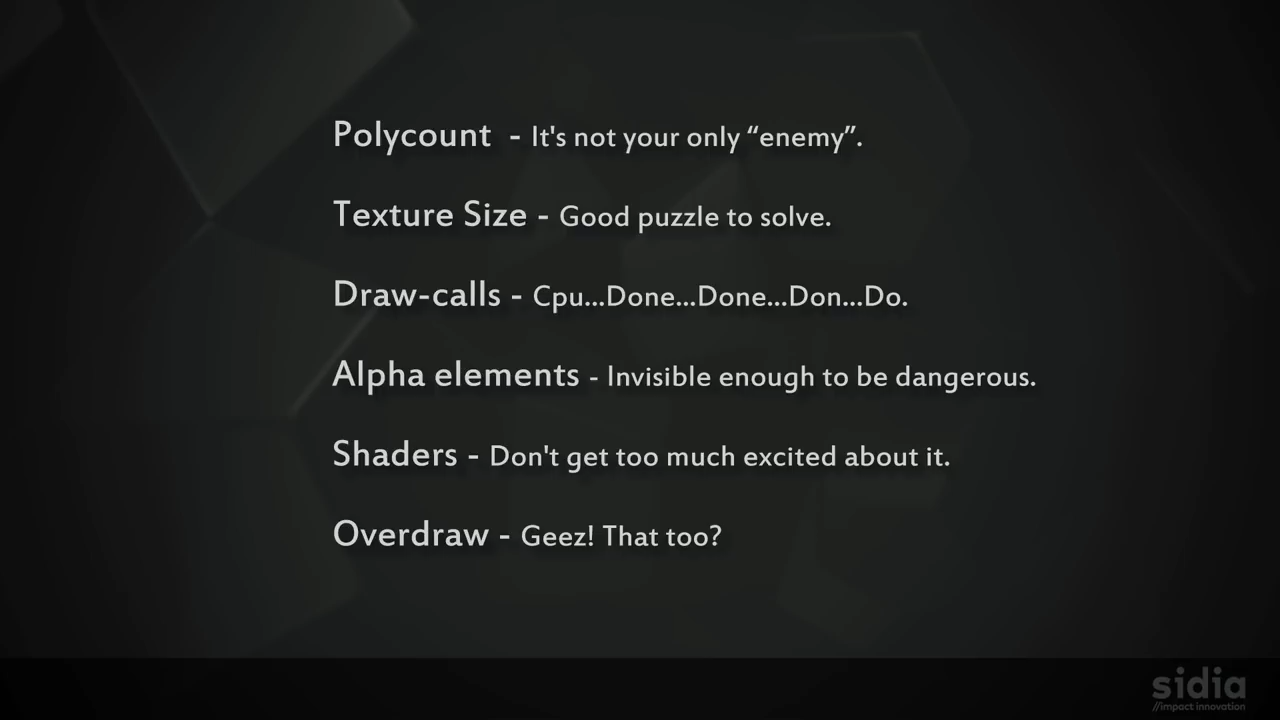 Polycount - It's not your only “enemy”.
Texture Size - Good puzzle to solve.
Draw-calls - Cpu...Done...Done...Don...Do.
Alpha elements - Invisible enough to be dangerous.
Shaders - Don't get too much excited about it.
Overdraw - Geez! That too?
sidia
//impact innovation